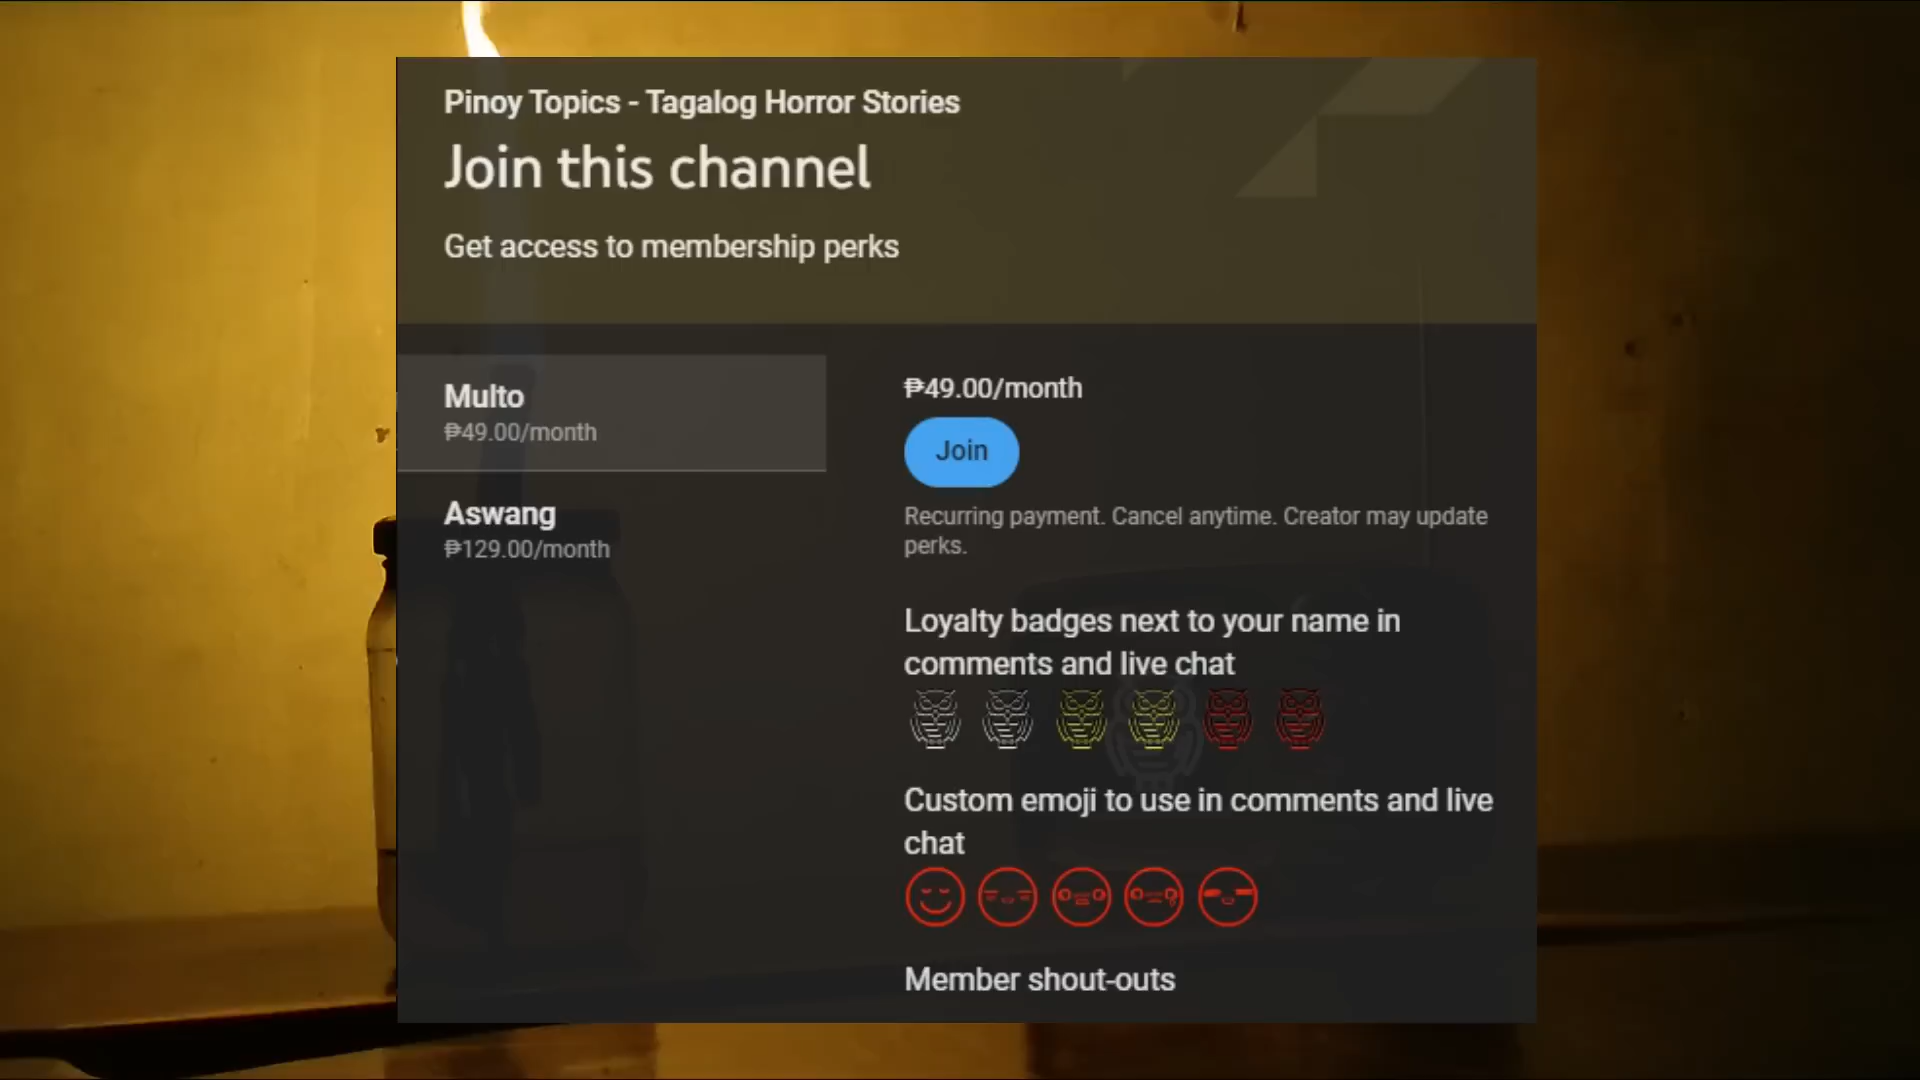 Pinoy Topics - Tagalog Horror Stories
Join this channel
Get access to membership perks
Multo
₱49.00/month
Aswang
₱129.00/month
₱49.00/month
Join
Recurring payment. Cancel anytime. Creator may update
perks.
Loyalty badges next to your name in
comments and live chat
Custom emoji to use in comments and live
chat
Member shout-outs